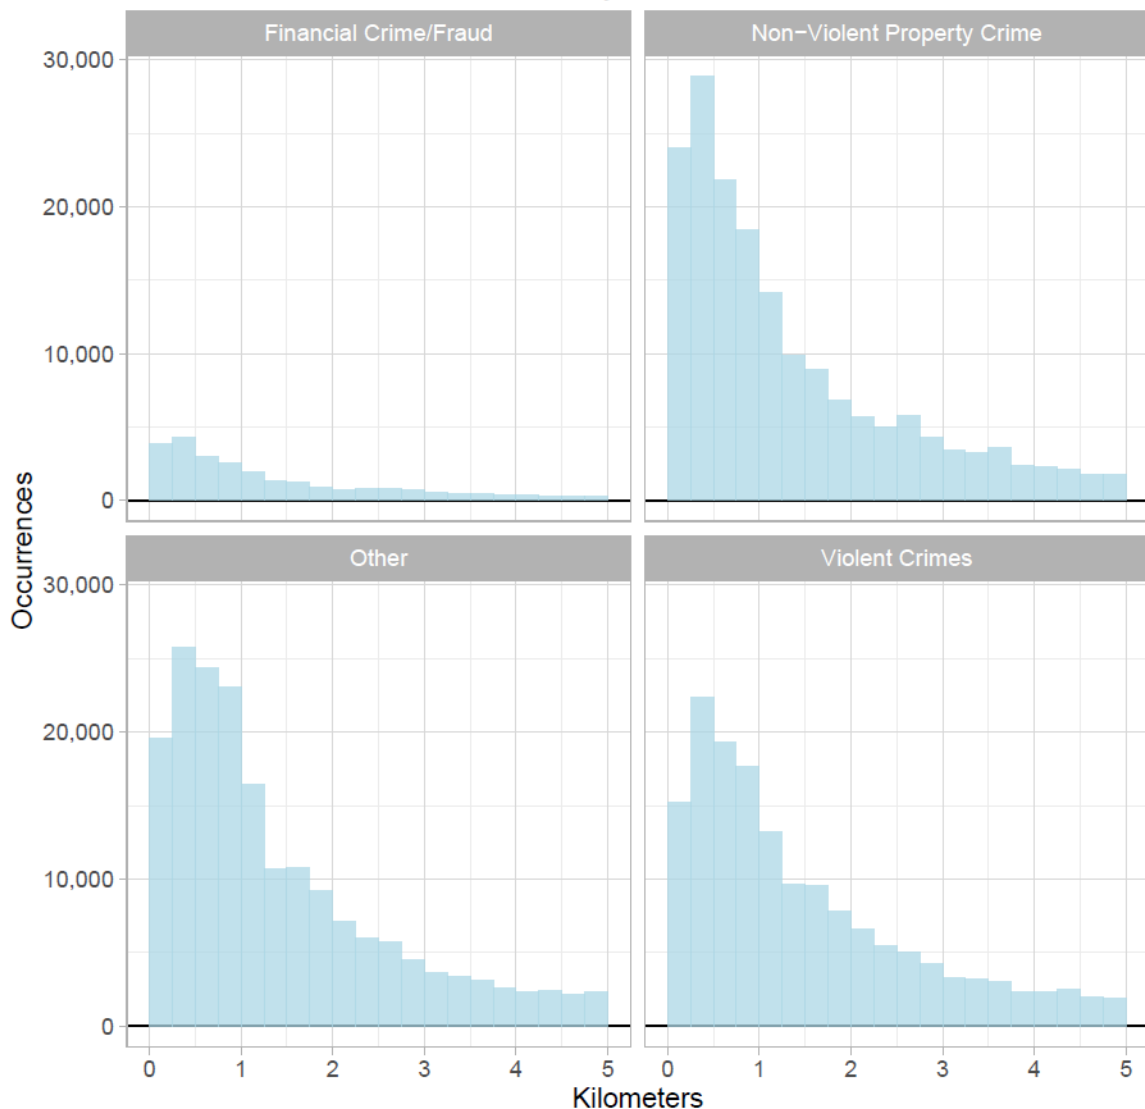 Financial Crime/Fraud
Non−Violent Property Crime
30,000
20,000
10,000
0
Other
Violent Crimes
30,000
20,000
10,000
0
0 1 2 3 4 5
0 1 2 3 4 5
Occurrences
Kilometers